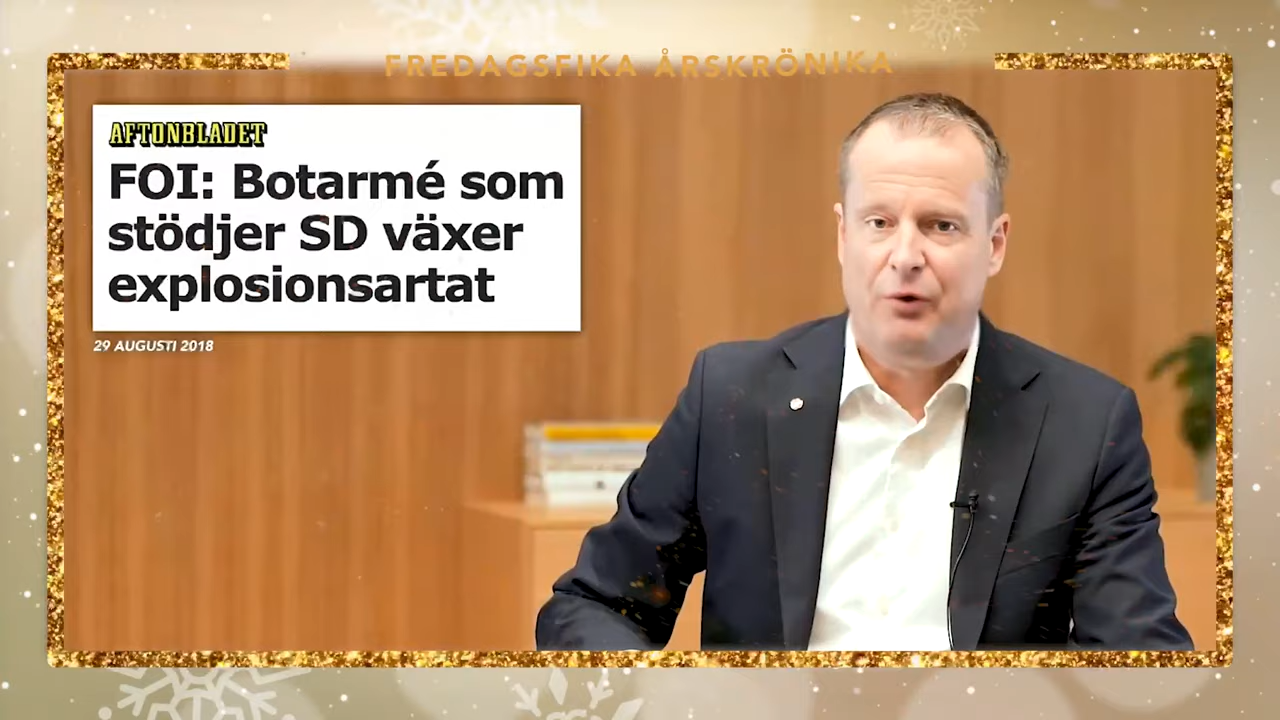 FREDAGSFIKA ÅRSKRÖNIKA
AFTONBLADET
FOI: Botarmé som
stödjer SD växer
explosionsartat
29 AUGUSTI 2018